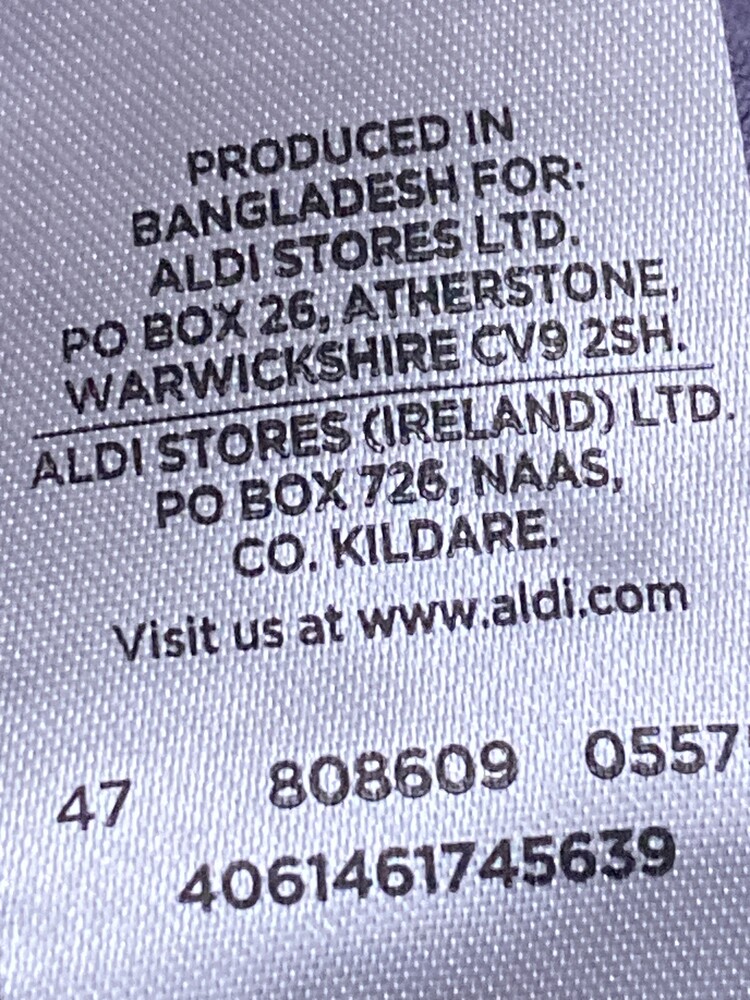 PRODUCED IN
BANGLADESH FOR:
ALDI STORES LTD.
PO BOX 26, ATHERSTONE,
WARWICKSHIRE CV9 2SH.
ALDI STORES (IRELAND) LTD.
PO BOX 726, NAAS,
CO. KILDARE.
Visit us at www.aldi.com
47 808609
4061461745639